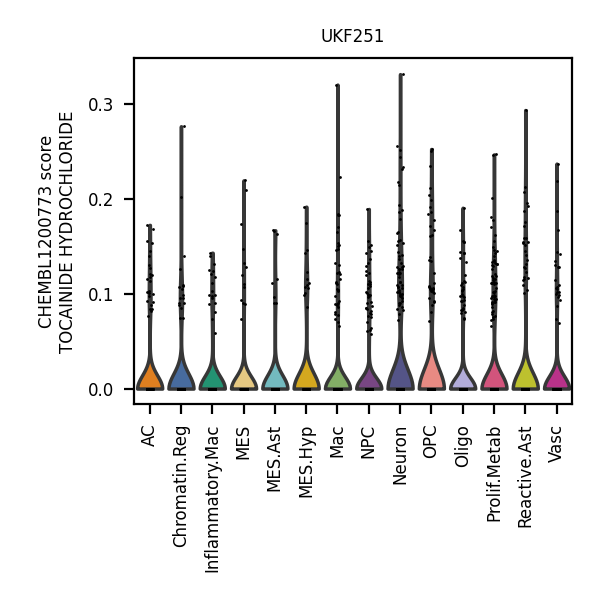 UKF251
CHEMBL1200773 score
TOCAINIDE HYDROCHLORIDE
0.3
0.2
0.1
0.0
AC
Chromatin.Reg
Inflammatory.Mac
MES
MES.Ast
MES.Hyp
Mac
NPC
Neuron
OPC
Oligo
Prolif.Metab
Reactive.Ast
Vasc